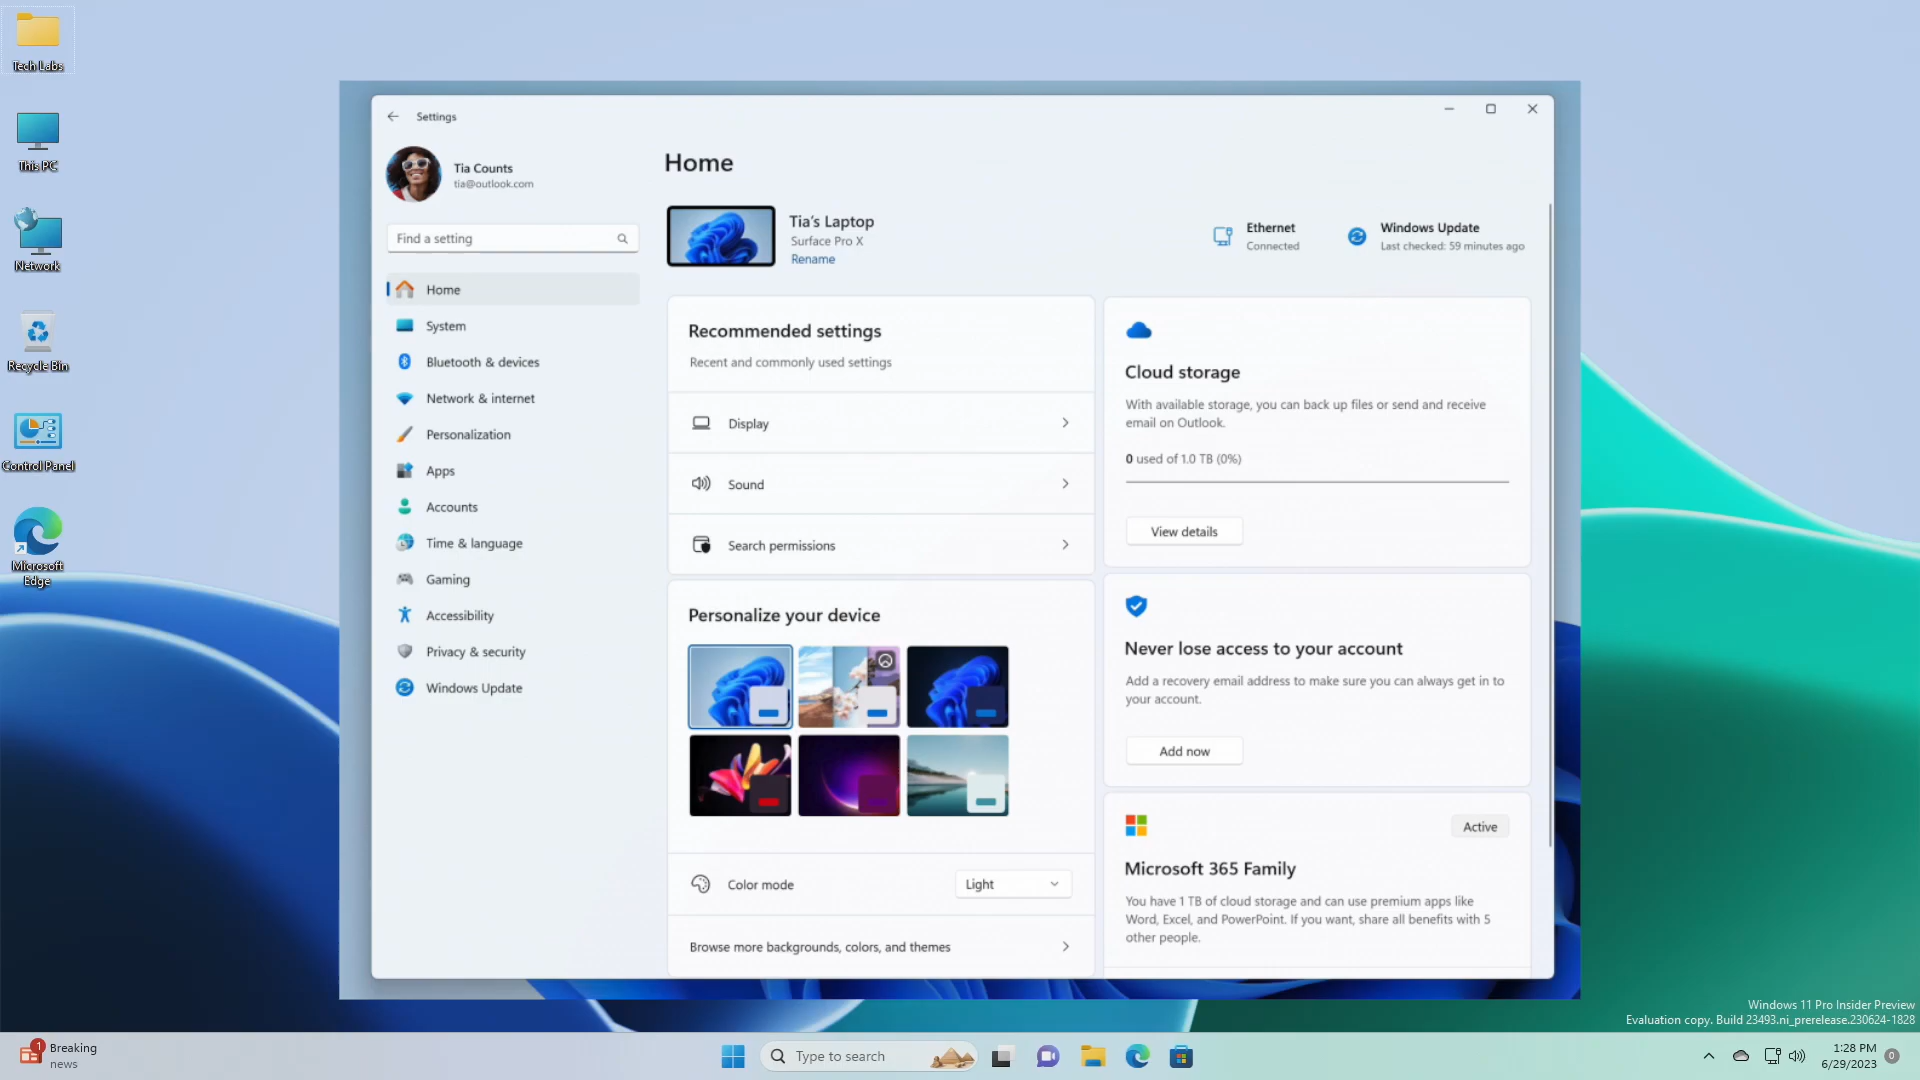 Tech Labs
This PC
Network
Recycle Bin
Control Panel
Microsoft
Edge
Settings
Tia Counts
tia@outlook.com
Find a setting
Home
System
Bluetooth & devices
Network & internet
Personalization
Apps
Accounts
Time & language
Gaming
Accessibility
Privacy & security
Windows Update
Home
Tia's Laptop
Surface Pro X
Rename
Ethernet
Connected
Windows Update
Last checked: 59 minutes ago
Recommended settings
Recent and commonly used settings
Display
Sound
Search permissions
Personalize your device
Color mode
Light
Browse more backgrounds, colors, and themes
Cloud storage
With available storage, you can back up files or send and receive
email on Outlook.
0 used of 1.0 TB (0%)
View details
Never lose access to your account
Add a recovery email address to make sure you can always get in to
your account.
Add now
Active
Microsoft 365 Family
You have 1 TB of cloud storage and can use premium apps like
Word, Excel, and PowerPoint. If you want, share all benefits with 5
other people.
Windows 11 Pro Insider Preview
Evaluation copy. Build 23493.ni_prerelease.230624-1828
1
Breaking
news
Type to search
1:28 PM
6/29/2023
0